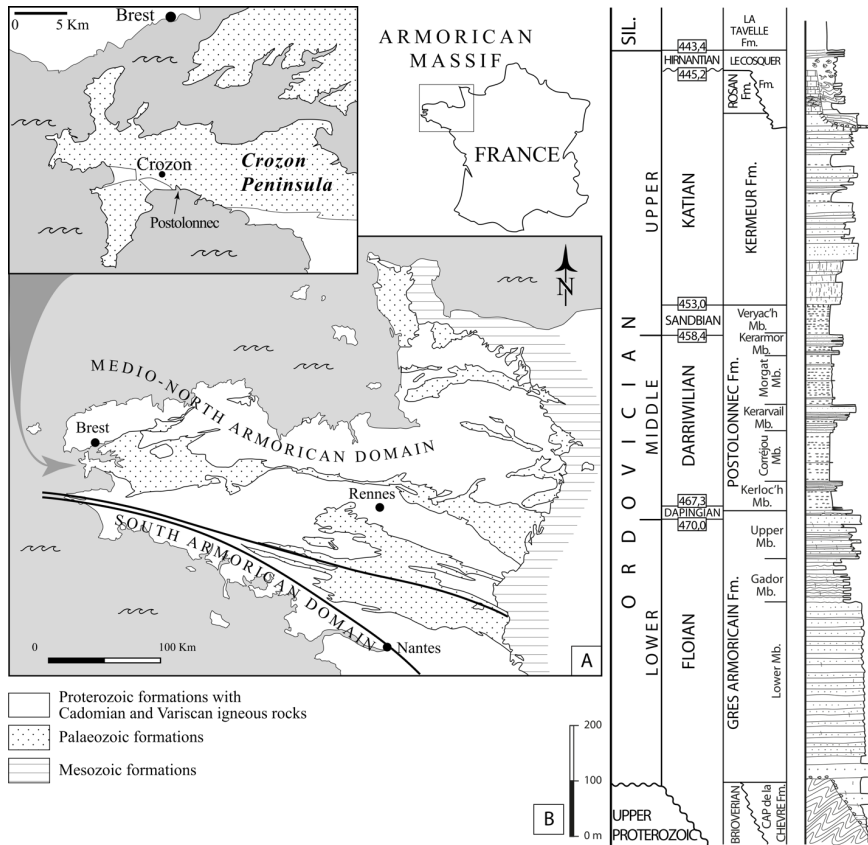 0 5 Km
Brest
Crozon
Crozon
Peninsula
Postolonnec
ARMORICAN
MASSIF
FRANCE
N
MEDIO-NORTH ARMORICAN DOMAIN
Brest
Rennes
SOUTH ARMORICAN DOMAIN
Nantes
0 100 Km
A
Proterozoic formations with
Cadomian and Variscan igneous rocks
Palaeozoic formations
Mesozoic formations
B
200
100
0 m
SIL.
LA
TAVELLE
Fm.
443,4
HIRNANTIAN
LE COSQUER
Fm.
445,2
ROSAN
Fm.
ORDOVICIAN
UPPER
KATIAN
KERMEUR Fm.
453,0
SANDBIAN
458,4
MIDDLE
DARRIWILIAN
POSTOLONNEC Fm.
Veryac'h
Mb.
Keramor
Mb.
Morgat
Mb.
Kerarvail
Mb.
Corréjou
Mb.
Kerloc'h
Mb.
467,3
DAPINGIAN
470,0
LOWER
FLOIAN
GRES ARMORICAIN Fm.
Upper
Mb.
Gador
Mb.
Lower Mb.
UPPER
PROTEROZOIC
BRIOVERIAN
CAP de la
CHEVRE Fm.